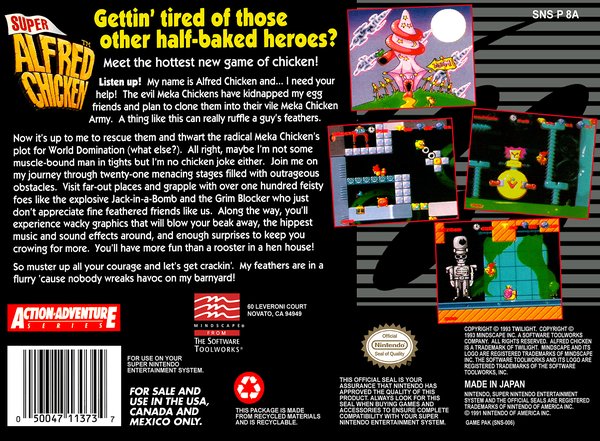 SNS P 8A
SUPER
ALFRED
CHICKEN™
Gettin' tired of those
other half-baked heroes?
Meet the hottest new game of chicken!
Listen up! My name is Alfred Chicken and... I need your
help! The evil Meka Chickens have kidnapped my egg
friends and plan to clone them into their vile Meka Chicken
Army. A thing like this can really ruffle a guy's feathers.
Now it's up to me to rescue them and thwart the radical Meka Chicken's
plot for World Domination (what else?). All right, maybe I'm not some
muscle-bound man in tights but I'm no chicken joke either. Join me on
my journey through twenty-one menacing stages filled with outrageous
obstacles. Visit far-out places and grapple with over one hundred feisty
foes like the explosive Jack-in-a-Bomb and the Grim Blocker who just
don't appreciate fine feathered friends like us. Along the way, you'll
experience wacky graphics that will blow your beak away, the hippest
music and sound effects around, and enough surprises to keep you
crowing for more. You'll have more fun than a rooster in a hen house!
So muster up all your courage and let's get crackin'. My feathers are in a
flurry 'cause nobody wreaks havoc on my barnyard!
ACTION-ADVENTURE
SERIES
MINDSCAPE®
FROM
THE SOFTWARE
TOOLWORKS®
60 LEVERONI COURT
NOVATO, CA 94949
0 50047 11373 7
FOR USE ON YOUR
SUPER NINTENDO
ENTERTAINMENT SYSTEM.
FOR SALE AND
USE IN THE USA,
CANADA AND
MEXICO ONLY.
THIS PACKAGE IS MADE
FROM RECYCLED MATERIALS
AND IS RECYCLABLE.
Official
Nintendo
Seal of Quality
THIS OFFICIAL SEAL IS YOUR
ASSURANCE THAT NINTENDO HAS
APPROVED THE QUALITY OF THIS
PRODUCT. ALWAYS LOOK FOR THIS
SEAL WHEN BUYING GAMES AND
ACCESSORIES TO ENSURE COMPLETE
COMPATIBILITY WITH YOUR SUPER
NINTENDO ENTERTAINMENT SYSTEM.
COPYRIGHT © 1993 TWILIGHT. COPYRIGHT ©
1993 MINDSCAPE INC. A SOFTWARE TOOLWORKS
COMPANY. ALL RIGHTS RESERVED. ALFRED CHICKEN
IS A TRADEMARK OF TWILIGHT. MINDSCAPE AND ITS
LOGO ARE REGISTERED TRADEMARKS OF MINDSCAPE
INC. THE SOFTWARE TOOLWORKS AND ITS LOGO ARE
REGISTERED TRADEMARKS OF THE SOFTWARE
TOOLWORKS, INC.
MADE IN JAPAN
NINTENDO, SUPER NINTENDO ENTERTAINMENT
SYSTEM AND THE OFFICIAL SEALS ARE REGISTERED
TRADEMARKS OF NINTENDO OF AMERICA INC.
© 1991 NINTENDO OF AMERICA INC.
GAME PAK (SNS-006)